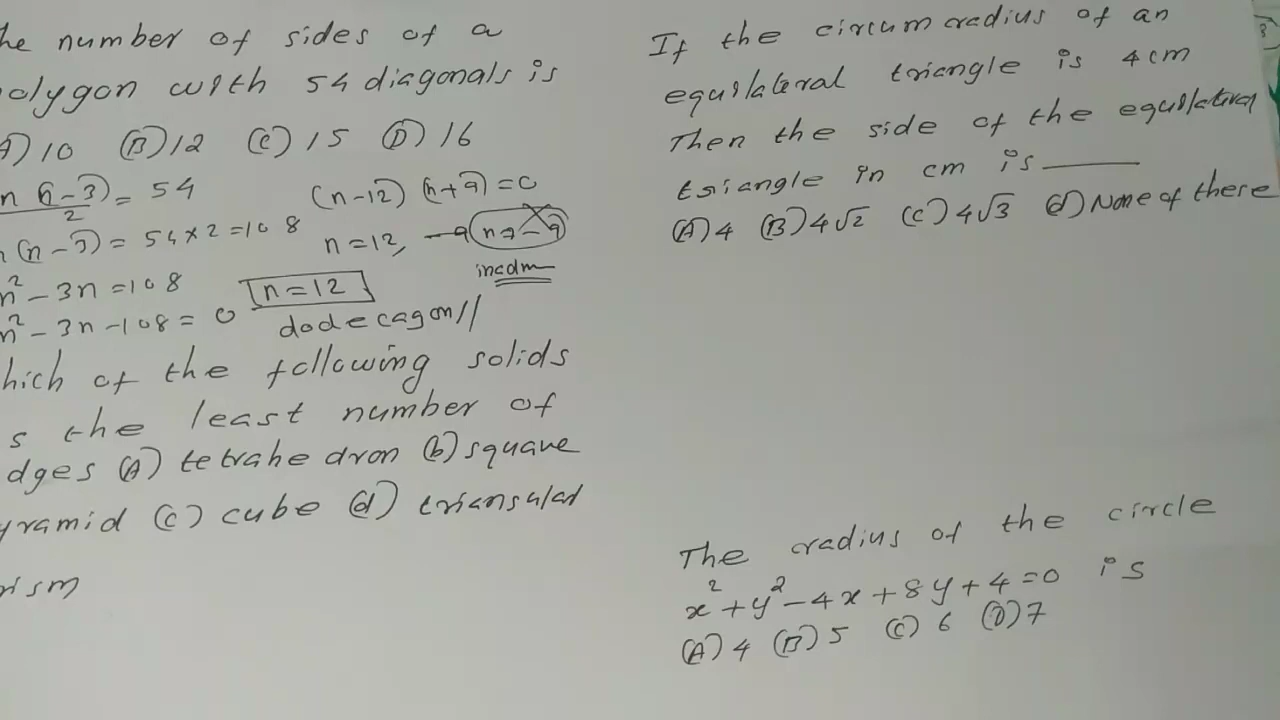 he number of sides of a
olygon with 54 diagonals is
A) 10 (B) 12 (C) 15 (D) 16
n (n-3)/2 = 54
(n-3) = 54 × 2 = 108
n² - 3n = 108
n² - 3n - 108 = 0
(n-12) (n+9) = 0
n = 12, -9 n = -9
inadm
n = 12
dodecagon//
hich of the following solids
s the least number of
dges (A) tetrahedron (b) square
yramid (c) cube (d) triangular
ism
If the circumradius of an
equilateral triangle is 4cm
Then the side of the equilateral
triangle in cm is
(A) 4 (B) 4√2 (C) 4√3 (d) None of these
The radius of the circle
x² + y² - 4x + 8y + 4 = 0 is
(A) 4 (B) 5 (C) 6 (D) 7